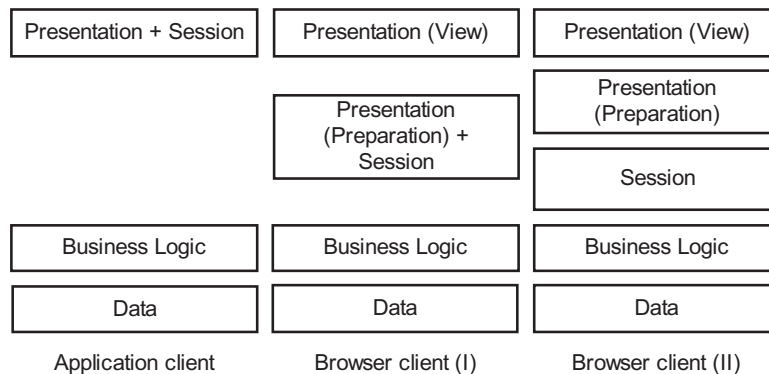 Presentation + Session
Presentation (View)
Presentation (View)
Presentation
(Preparation)
Presentation
(Preparation) +
Session
Session
Business Logic
Business Logic
Business Logic
Data
Data
Data
Application client
Browser client (I)
Browser client (II)